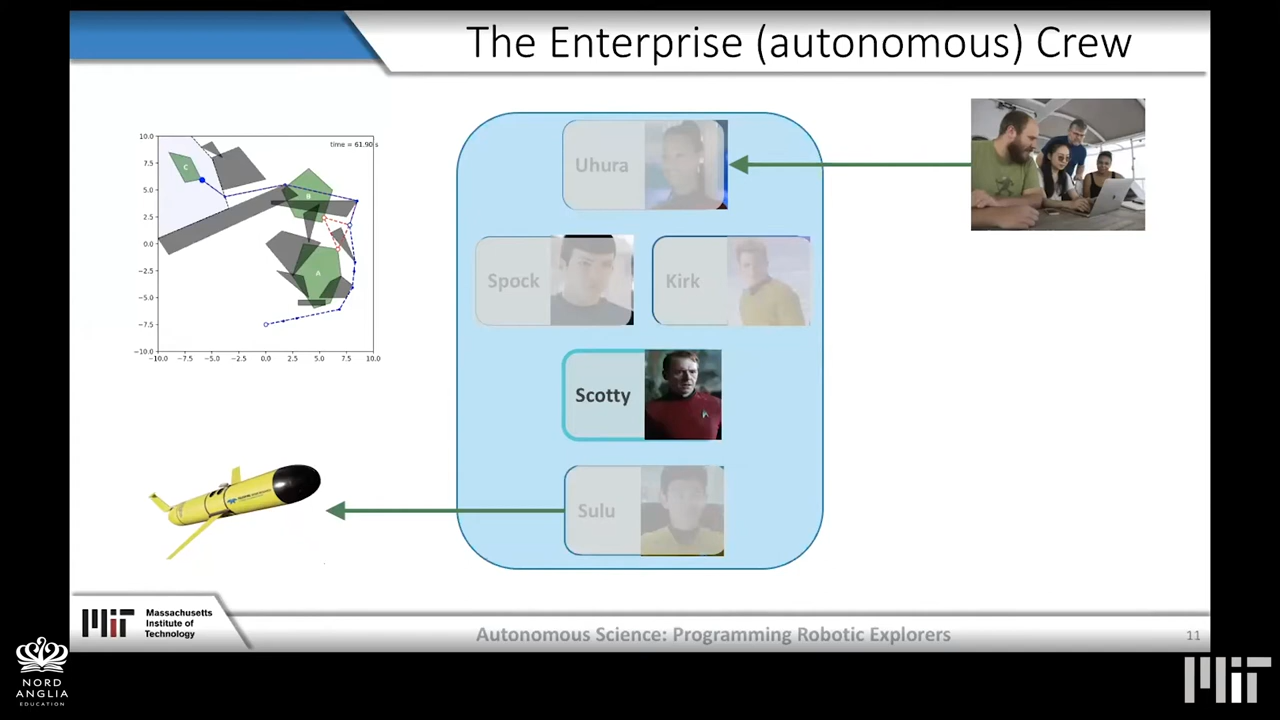 The Enterprise (autonomous) Crew
time = 61.90 s
10.0
7.5
5.0
2.5
0.0
−2.5
−5.0
−7.5
−10.0
−10.0 −7.5 −5.0 −2.5 0.0 2.5 5.0 7.5 10.0
C
B
A
Uhura
Spock
Kirk
Scotty
Sulu
MIT
Massachusetts
Institute of
Technology
Autonomous Science: Programming Robotic Explorers
11
NORD
ANGLIA
EDUCATION
MIT